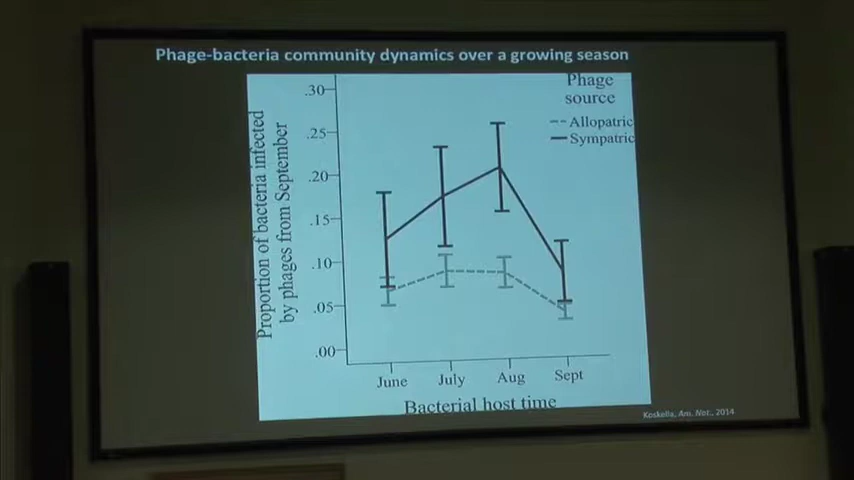 Phage-bacteria community dynamics over a growing season
Phage
source
Allopatric
Sympatric
Proportion of bacteria infected
by phages from September
.30
.25
.20
.15
.10
.05
.00
June July Aug Sept
Bacterial host time
Koskella, Am. Nat., 2014